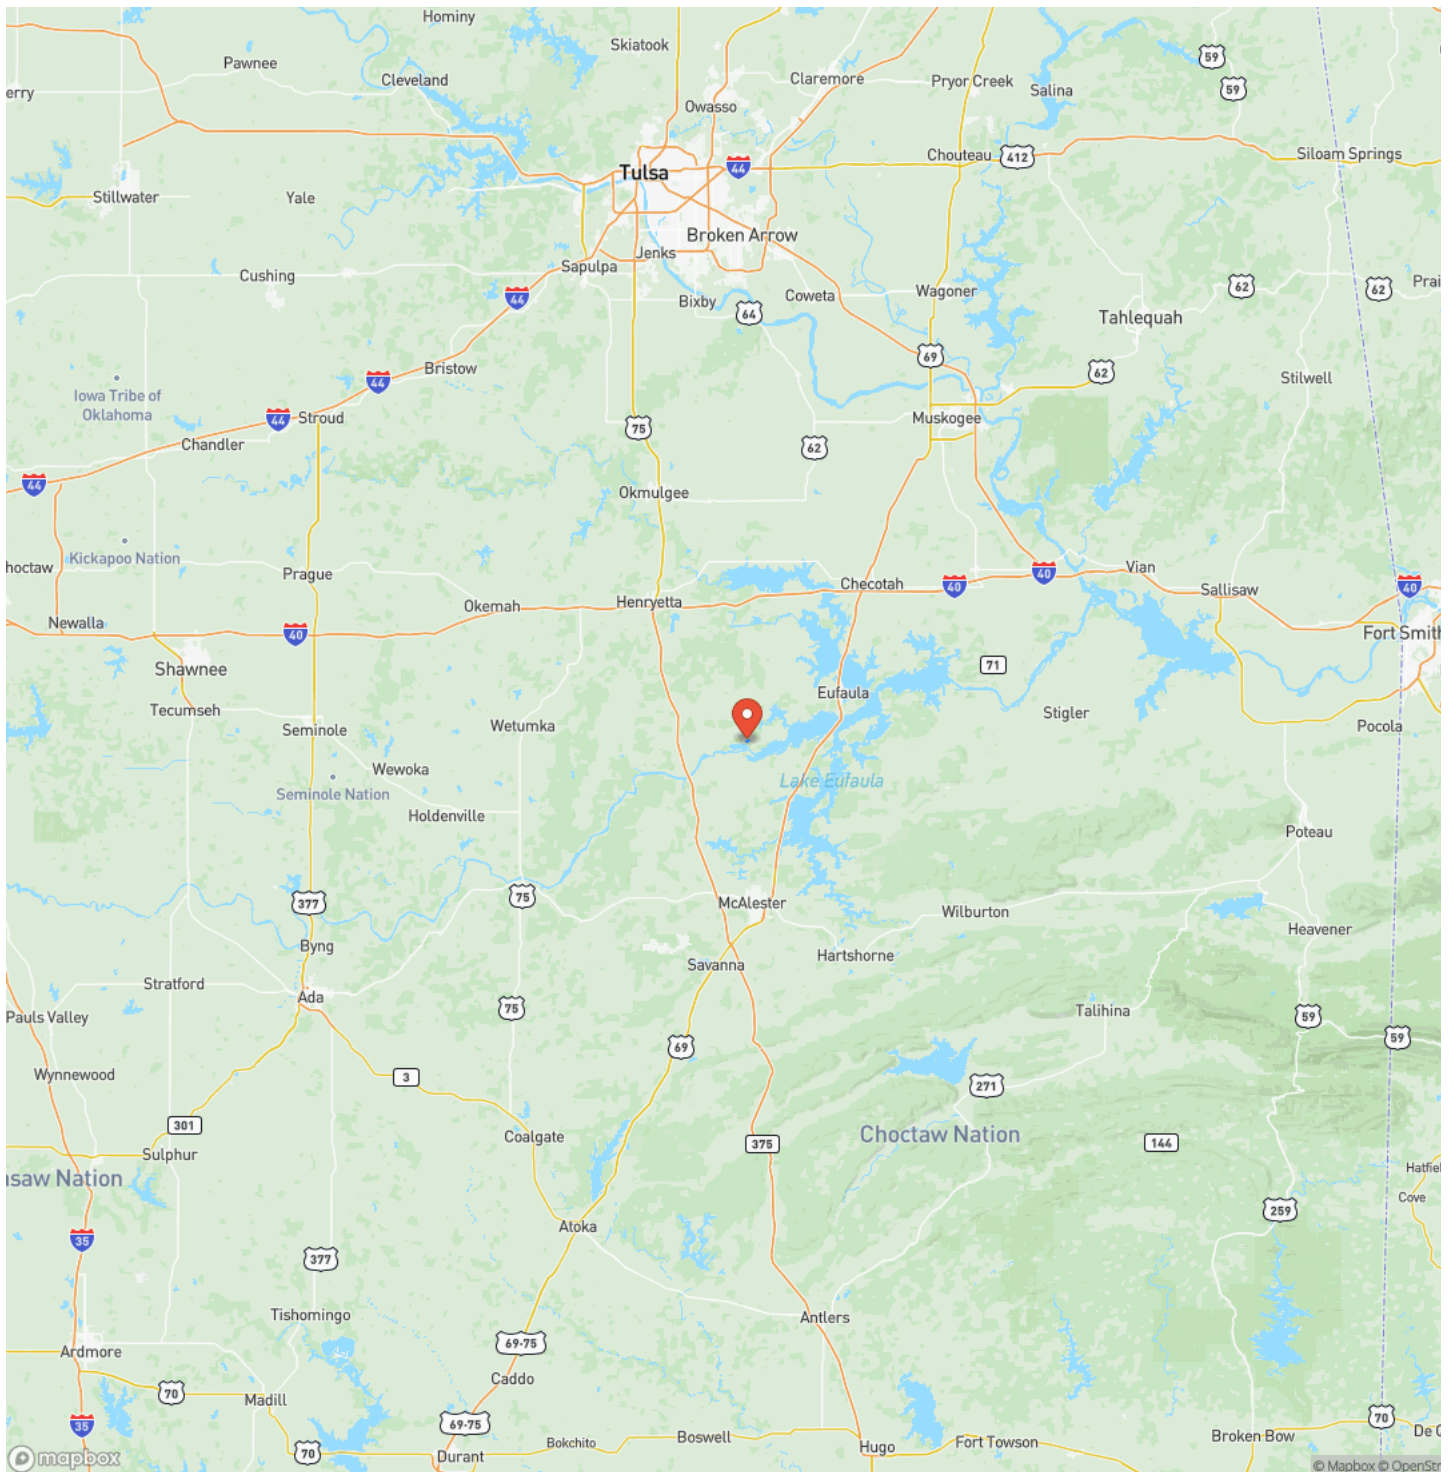 Hominy
Skiatook
59
Pawnee
Cleveland
Claremore
Pryor Creek
Salina
59
erry
Owasso
Chouteau
412
Siloam Springs
Tulsa
44
Stillwater
Yale
Broken Arrow
Jenks
Sapulpa
Cushing
44
Bixby
64
Coweta
Wagoner
62
62
Prai
Tahlequah
69
62
Bristow
44
Iowa Tribe of
Oklahoma
Stilwell
44
Stroud
75
Muskogee
Chandler
62
44
Okmulgee
Kickapoo Nation
hoctaw
Prague
Checotah
40
40
Vian
Sallisaw
40
Okemah
Henryetta
Newalla
40
Fort Smith
Shawnee
71
Eufaula
Tecumseh
Stigler
Seminole
Wetumka
Pocola
Wewoka
Lake Eufaula
Seminole Nation
Holdenville
Poteau
377
75
McAlester
Wilburton
Heavener
Byng
Savanna
Hartshorne
Stratford
Ada
75
Talihina
Pauls Valley
59
59
69
Wynnewood
3
271
301
Coalgate
375
Choctaw Nation
144
Sulphur
Hatfiel
asaw Nation
Cove
259
Atoka
35
377
Tishomingo
Antlers
69-75
Ardmore
Caddo
70
Madill
70
35
69-75
De Q
Boswell
Bokchito
Broken Bow
Fort Towson
Hugo
70
Durant
mapbox
© Mapbox © OpenStr